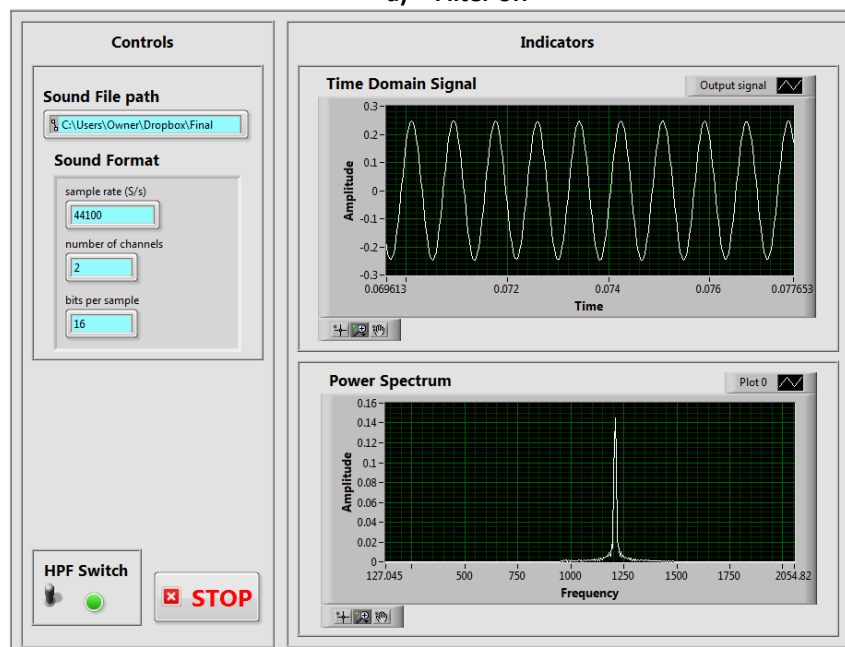 Controls
Sound File path
C:\Users\Owner\Dropbox\Final
Sound Format
sample rate (S/s)
44100
number of channels
2
bits per sample
16
HPF Switch
STOP
Indicators
Time Domain Signal
Output signal
Amplitude
0.3
0.2
0.1
0
-0.1
-0.2
-0.3
0.069613 0.072 0.074 0.076 0.077653
Time
Power Spectrum
Plot 0
Amplitude
0.16
0.14
0.12
0.1
0.08
0.06
0.04
0.02
0
127.045 500 750 1000 1250 1500 1750 2054.82
Frequency